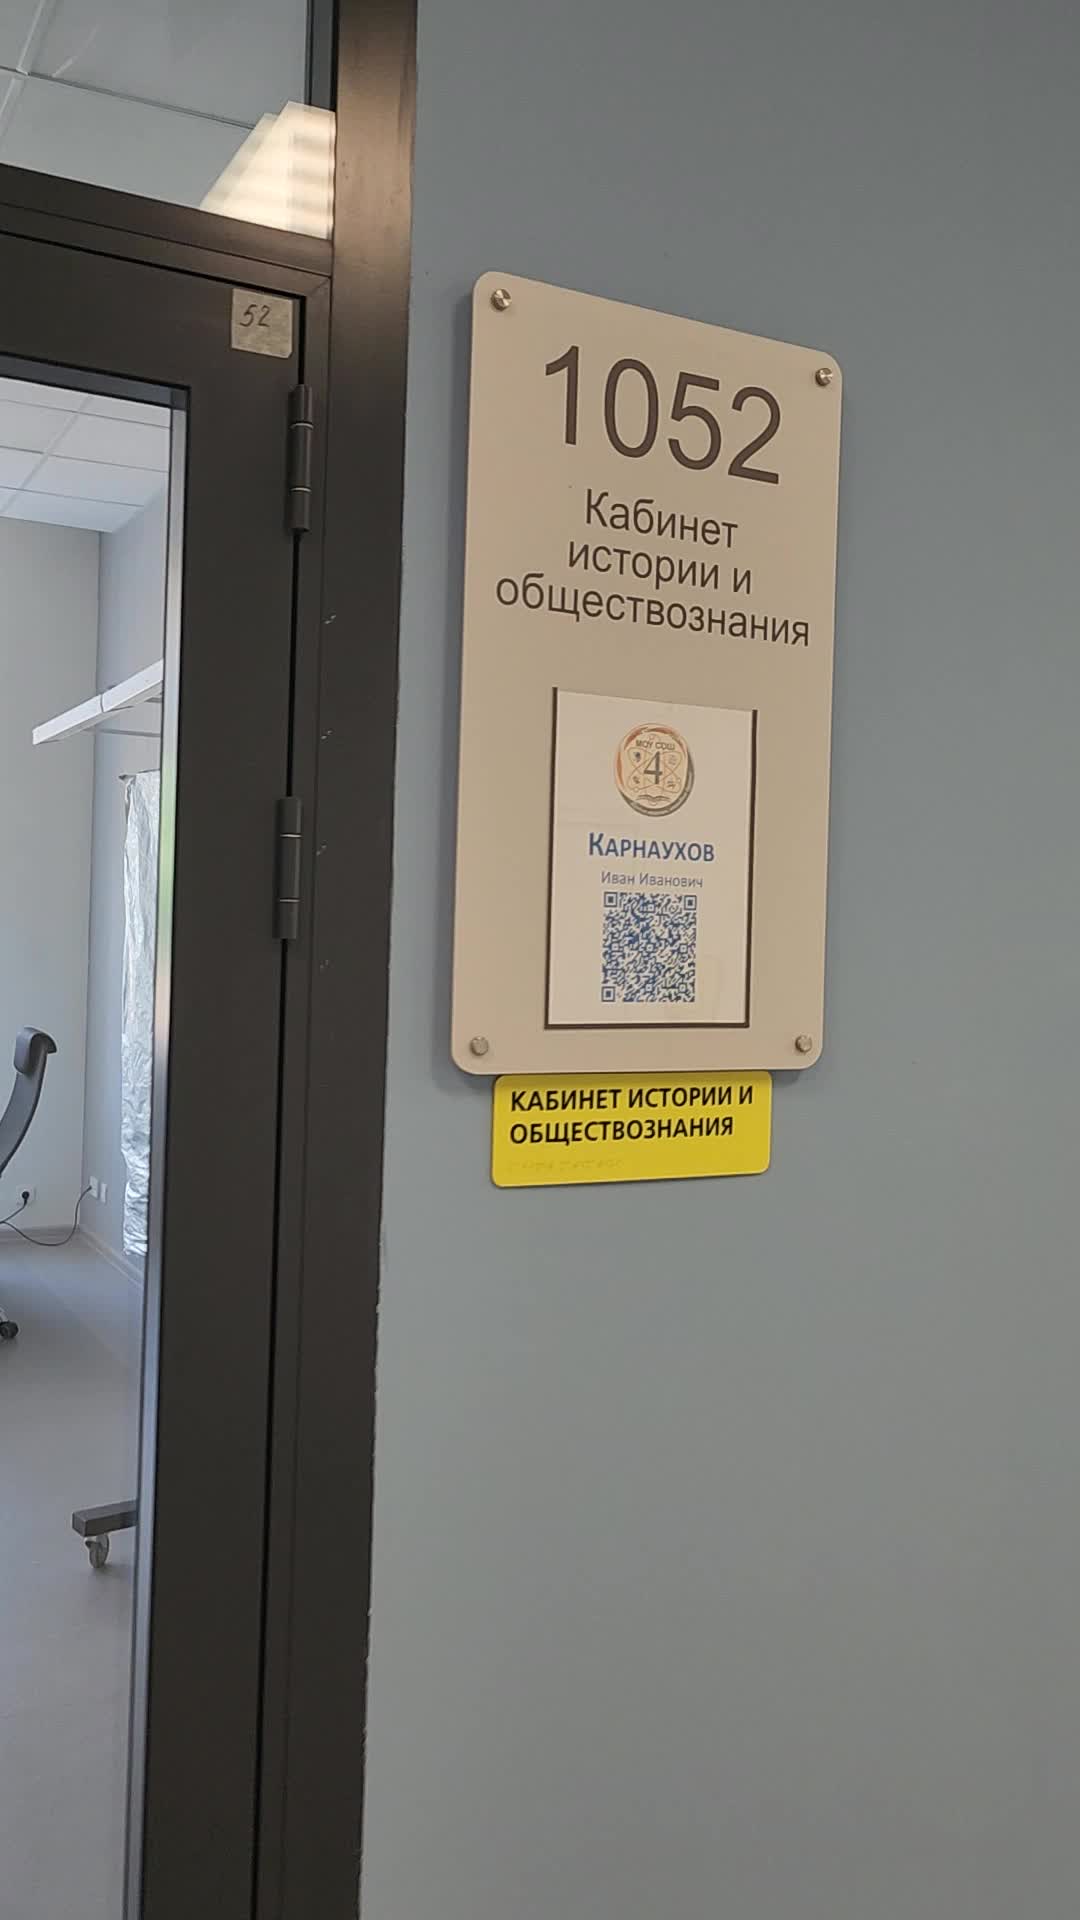 52
1052
Кабинет
истории и
обществознания
МОУ СОШ
4
КАРНАУХОВ
Иван Иванович
КАБИНЕТ ИСТОРИИ И
ОБЩЕСТВОЗНАНИЯ